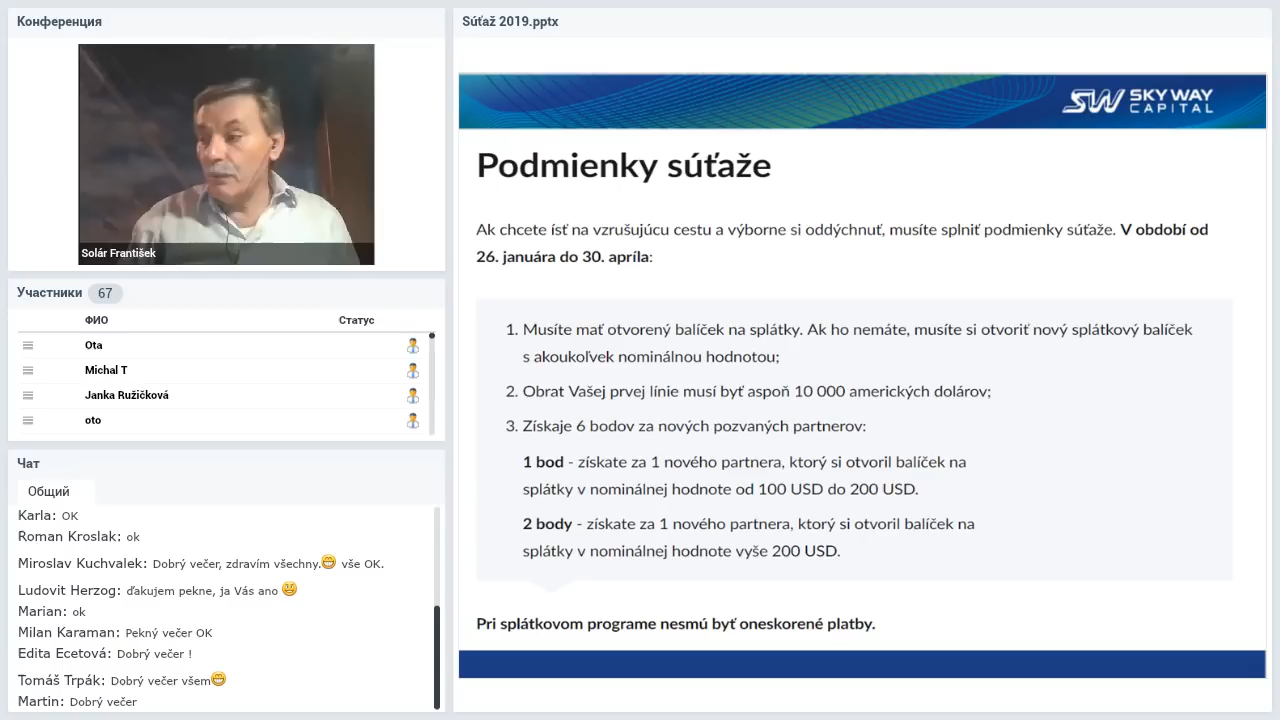 Конференция
Solár František
Участники 67
ФИО Статус
Ota
Michal T
Janka Ružičková
oto
Чат
Общий
Karla: OK
Roman Kroslak: ok
Miroslav Kuchvalek: Dobrý večer, zdravím všechny.😁 vše OK.
Ludovit Herzog: ďakujem pekne, ja Vás ano 🙂
Marian: ok
Milan Karaman: Pekný večer OK
Edita Ecetová: Dobrý večer !
Tomáš Trpák: Dobrý večer všem😁
Martin: Dobrý večer
Súťaž 2019.pptx
SW SKY WAY
CAPITAL
Podmienky súťaže
Ak chcete ísť na vzrušujúcu cestu a výborne si oddýchnuť, musíte splniť podmienky súťaže. V období od
26. januára do 30. apríla:
1. Musíte mať otvorený balíček na splátky. Ak ho nemáte, musíte si otvoriť nový splátkový balíček
s akoukoľvek nominálnou hodnotou;
2. Obrat Vašej prvej línie musí byť aspoň 10 000 amerických dolárov;
3. Získaje 6 bodov za nových pozvaných partnerov:
1 bod - získate za 1 nového partnera, ktorý si otvoril balíček na
splátky v nominálnej hodnote od 100 USD do 200 USD.
2 body - získate za 1 nového partnera, ktorý si otvoril balíček na
splátky v nominálnej hodnote vyše 200 USD.
Pri splátkovom programe nesmú byť oneskorené platby.